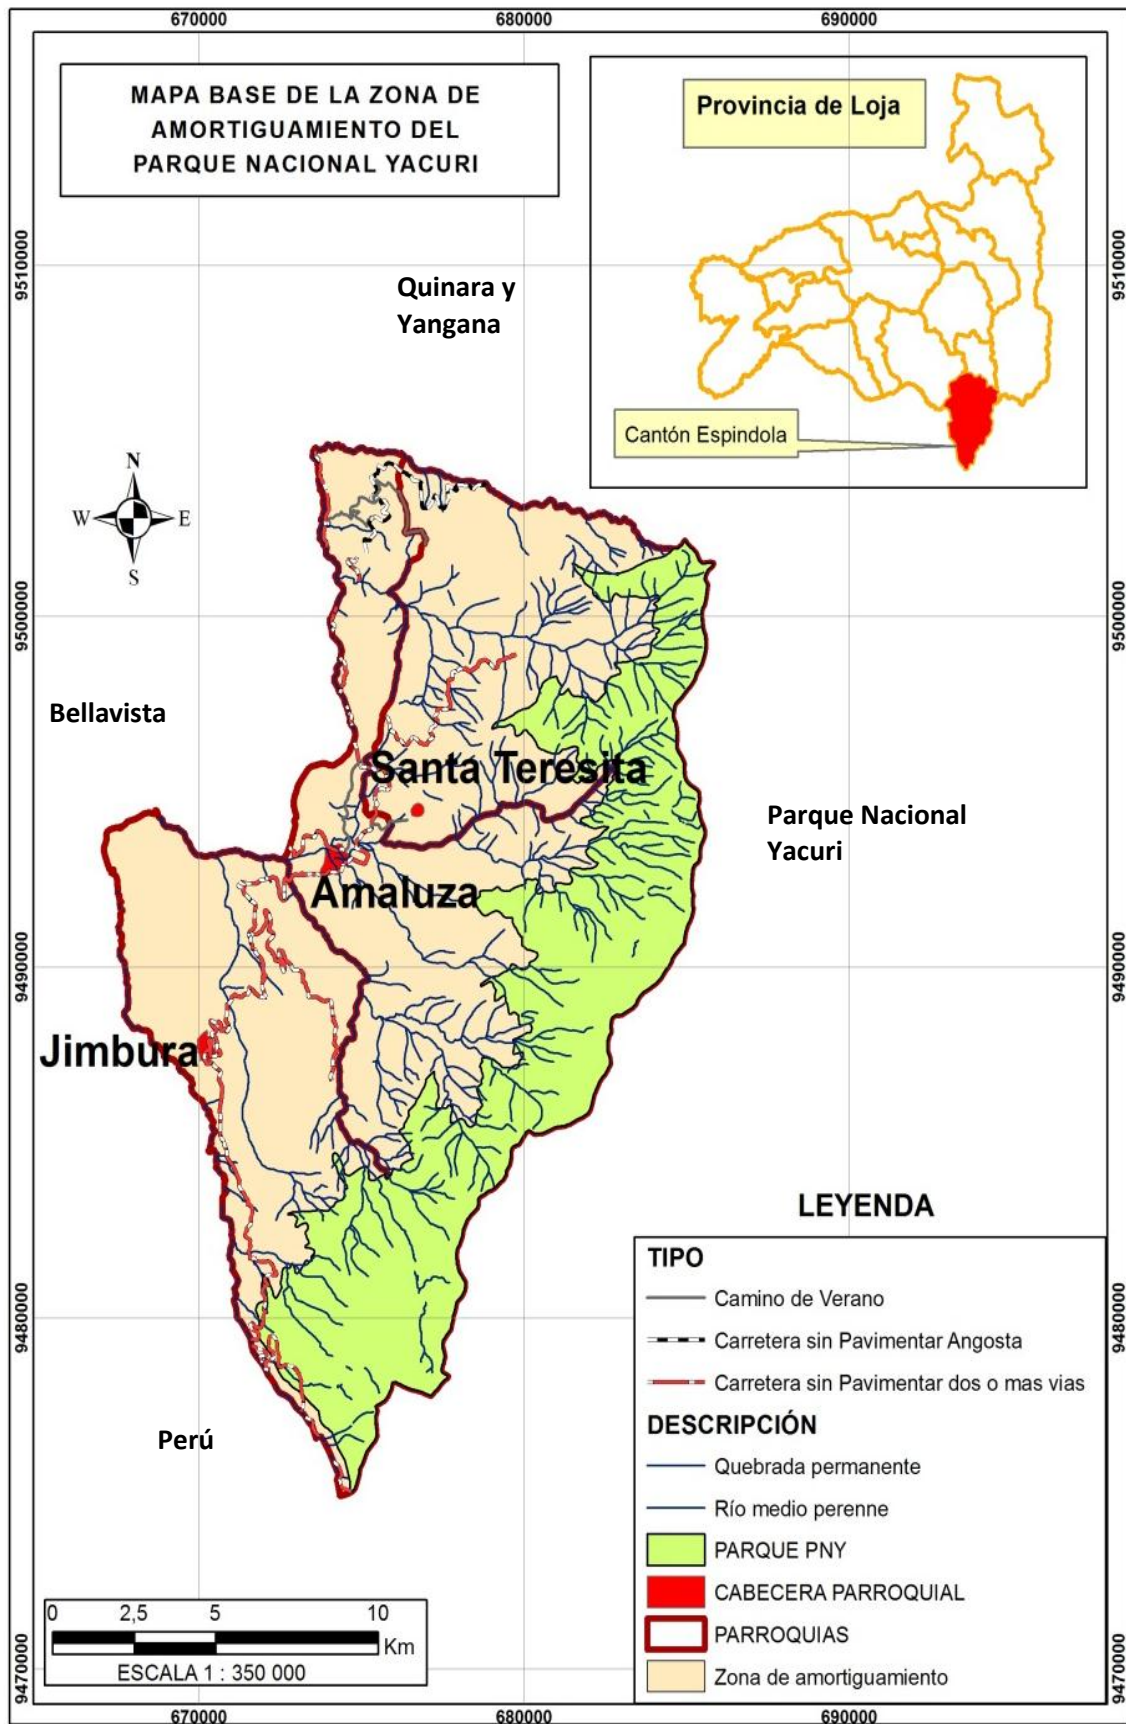 670000
680000
690000
MAPA BASE DE LA ZONA DE
AMORTIGUAMIENTO DEL
PARQUE NACIONAL YACURI
Provincia de Loja
Cantón Espindola
9510000
9510000
Quinara y
Yangana
N
W
E
S
9500000
9500000
Bellavista
Santa Teresita
Parque Nacional
Yacuri
Amaluza
9490000
9490000
Jimbura
LEYENDA
TIPO
Camino de Verano
Carretera sin Pavimentar Angosta
Carretera sin Pavimentar dos o mas vias
DESCRIPCIÓN
Quebrada permanente
Río medio perenne
PARQUE PNY
CABECERA PARROQUIAL
PARROQUIAS
Zona de amortiguamiento
9480000
9480000
Perú
0 2,5 5 10
Km
ESCALA 1 : 350 000
9470000
9470000
670000
680000
690000